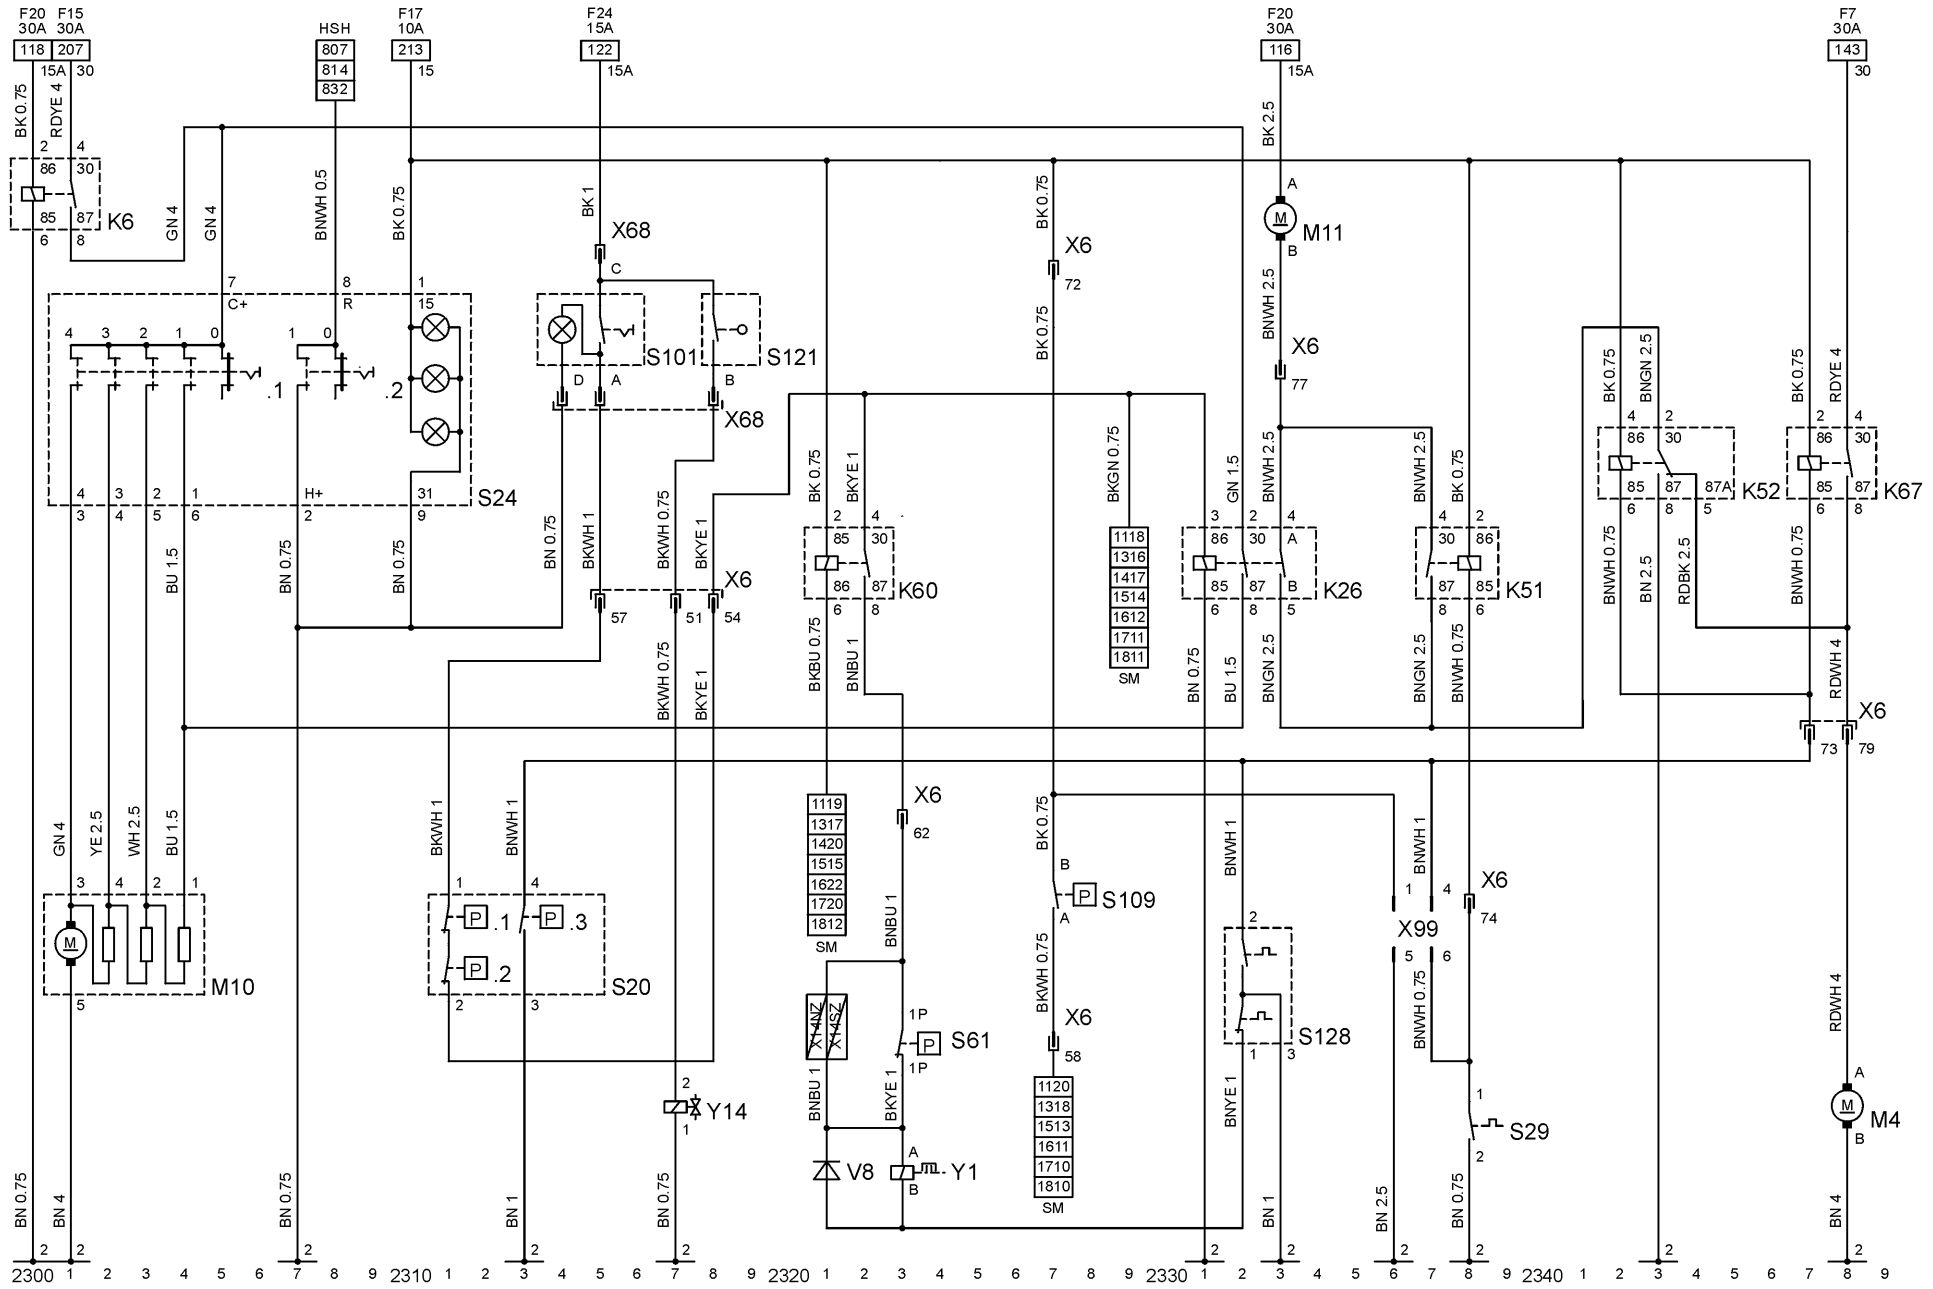 F20 F15 F17 F24 F20 F7
30A 30A HSH 10A 15A 30A 30A
118 207 807 213 122 116 143
15A 30 814 15 15A 15A 30
832
BK 0.75 RDYE 4 BK 2.5
2 4
86 30
85 87 K6
6 8
GN 4 GN 4 BNWH 0.5 BK 0.75 BK 1 BK 0.75
A
M M11
B
X68
C
X6
72
BNWH 2.5
7 8 1
C+ R 15
4 3 2 1 0 1 0
.1 .2
S101 S121
D A B
X68
BK 0.75
X6
77
BK 0.75 BNGN 2.5 BK 0.75 RDYE 4
4 2 2 4
86 30 86 30
85 87 87A K52 85 87 K67
6 8 5 6 8
4 3 2 1 H+ 31 S24
3 4 5 6 2 9
BK 0.75 BKYE 1 BKGN 0.75 GN 1.5 BNWH 2.5 BNWH 2.5 BK 0.75
BU 1.5 BN 0.75 BN 0.75 BN 0.75 BKWH 1 BKWH 0.75 BKYE 1
X6
57 51 54
2 4
85 30
86 87 K60
6 8
1118
1316
1417
1514
1612
1711
1811
SM
3 2 4
86 30 A
85 87 B K26
6 8 5
4 2
30 86
87 85 K51
8 6
BNWH 0.75 BN 2.5 RDBK 2.5 BNWH 0.75
BKWH 0.75 BKYE 1 BKBU 0.75 BNBU 1 BN 0.75 BU 1.5 BNGN 2.5 BNGN 2.5 BNWH 0.75 RDWH 4
X6
73 79
GN 4 YE 2.5 WH 2.5 BU 1.5 BKWH 1 BNWH 1
3 4 2 1
M
M10
5
1 4
P .1 P .3
P .2
S20
2 3
1119
1317
1420
1515
1622
1720
1812
SM
X6
62
BNBU 1
BK 0.75
B
P S109
A
BKWH 0.75
X6
58
BNWH 1 BNWH 1
1 4
X99
5 6
X6
74
2
S128
1 3
BNWH 0.75
X14NZ X14SZ
1P
P S61
1P
BNBU 1 BKYE 1
1120
1318
1513
1611
1710
1810
SM
2
Y14
1
V8
A
Y1
B
BNYE 1
1
S29
2
RDWH 4
A
M M4
B
BN 0.75 BN 4 BN 0.75 BN 1 BN 0.75 BN 1 BN 2.5 BN 0.75 BN 4
2 2 2 2 2 2 2 2 2 2 2
2300 1 2 3 4 5 6 7 8 9 2310 1 2 3 4 5 6 7 8 9 2320 1 2 3 4 5 6 7 8 9 2330 1 2 3 4 5 6 7 8 9 2340 1 2 3 4 5 6 7 8 9